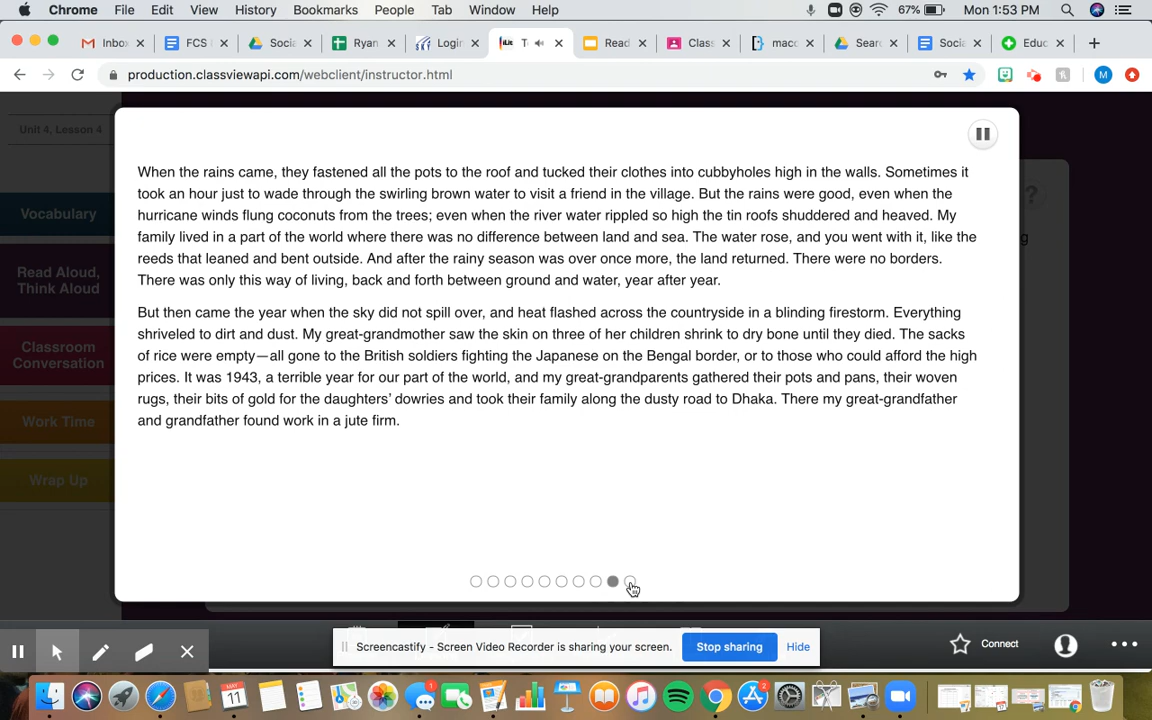 Chrome File Edit View History Bookmarks People Tab Window Help 67% Mon 1:53 PM
Inbo FCS Socia Ryan Login iLit T Read Class macc Sear Socia Educ
production.classviewapi.com/webclient/instructor.html M
Unit 4, Lesson 4
When the rains came, they fastened all the pots to the roof and tucked their clothes into cubbyholes high in the walls. Sometimes it
took an hour just to wade through the swirling brown water to visit a friend in the village. But the rains were good, even when the
hurricane winds flung coconuts from the trees; even when the river water rippled so high the tin roofs shuddered and heaved. My
family lived in a part of the world where there was no difference between land and sea. The water rose, and you went with it, like the
reeds that leaned and bent outside. And after the rainy season was over once more, the land returned. There were no borders.
There was only this way of living, back and forth between ground and water, year after year.
But then came the year when the sky did not spill over, and heat flashed across the countryside in a blinding firestorm. Everything
shriveled to dirt and dust. My great-grandmother saw the skin on three of her children shrink to dry bone until they died. The sacks
of rice were empty—all gone to the British soldiers fighting the Japanese on the Bengal border, or to those who could afford the high
prices. It was 1943, a terrible year for our part of the world, and my great-grandparents gathered their pots and pans, their woven
rugs, their bits of gold for the daughters' dowries and took their family along the dusty road to Dhaka. There my great-grandfather
and grandfather found work in a jute firm.
Vocabulary
Read Aloud,
Think Aloud
Classroom
Conversation
Work Time
Wrap Up
?
Screencastify - Screen Video Recorder is sharing your screen. Stop sharing Hide
Connect
MAY
11
1
2